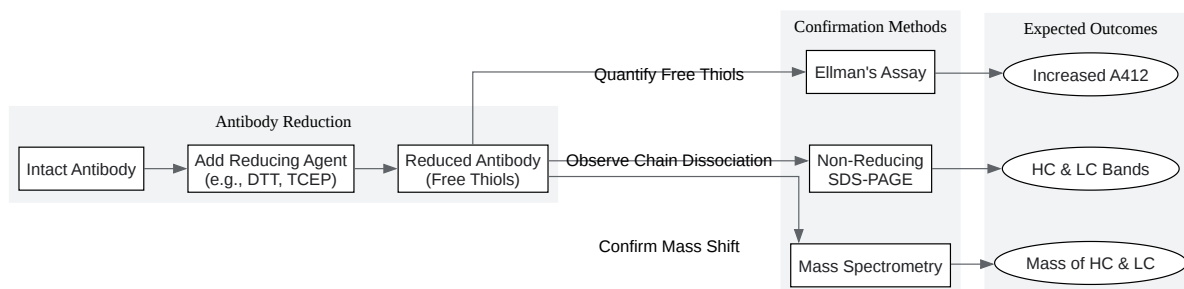 Confirmation Methods
Expected Outcomes
Quantify Free Thiols
Ellman's Assay
Increased A412
Antibody Reduction
Intact Antibody
Add Reducing Agent
(e.g., DTT, TCEP)
Reduced Antibody
(Free Thiols)
Observe Chain Dissociation
Non-Reducing
SDS-PAGE
HC & LC Bands
Confirm Mass Shift
Mass Spectrometry
Mass of HC & LC